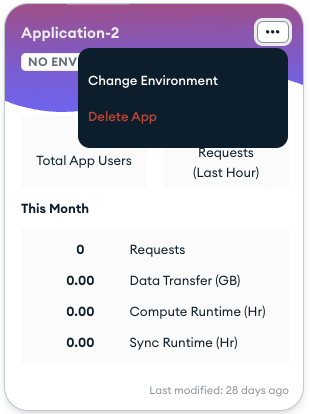 Application-2
•••
NO ENVI
Change Environment
Delete App
Total App Users
Requests
(Last Hour)
This Month
0 Requests
0.00 Data Transfer (GB)
0.00 Compute Runtime (Hr)
0.00 Sync Runtime (Hr)
Last modified: 28 days ago